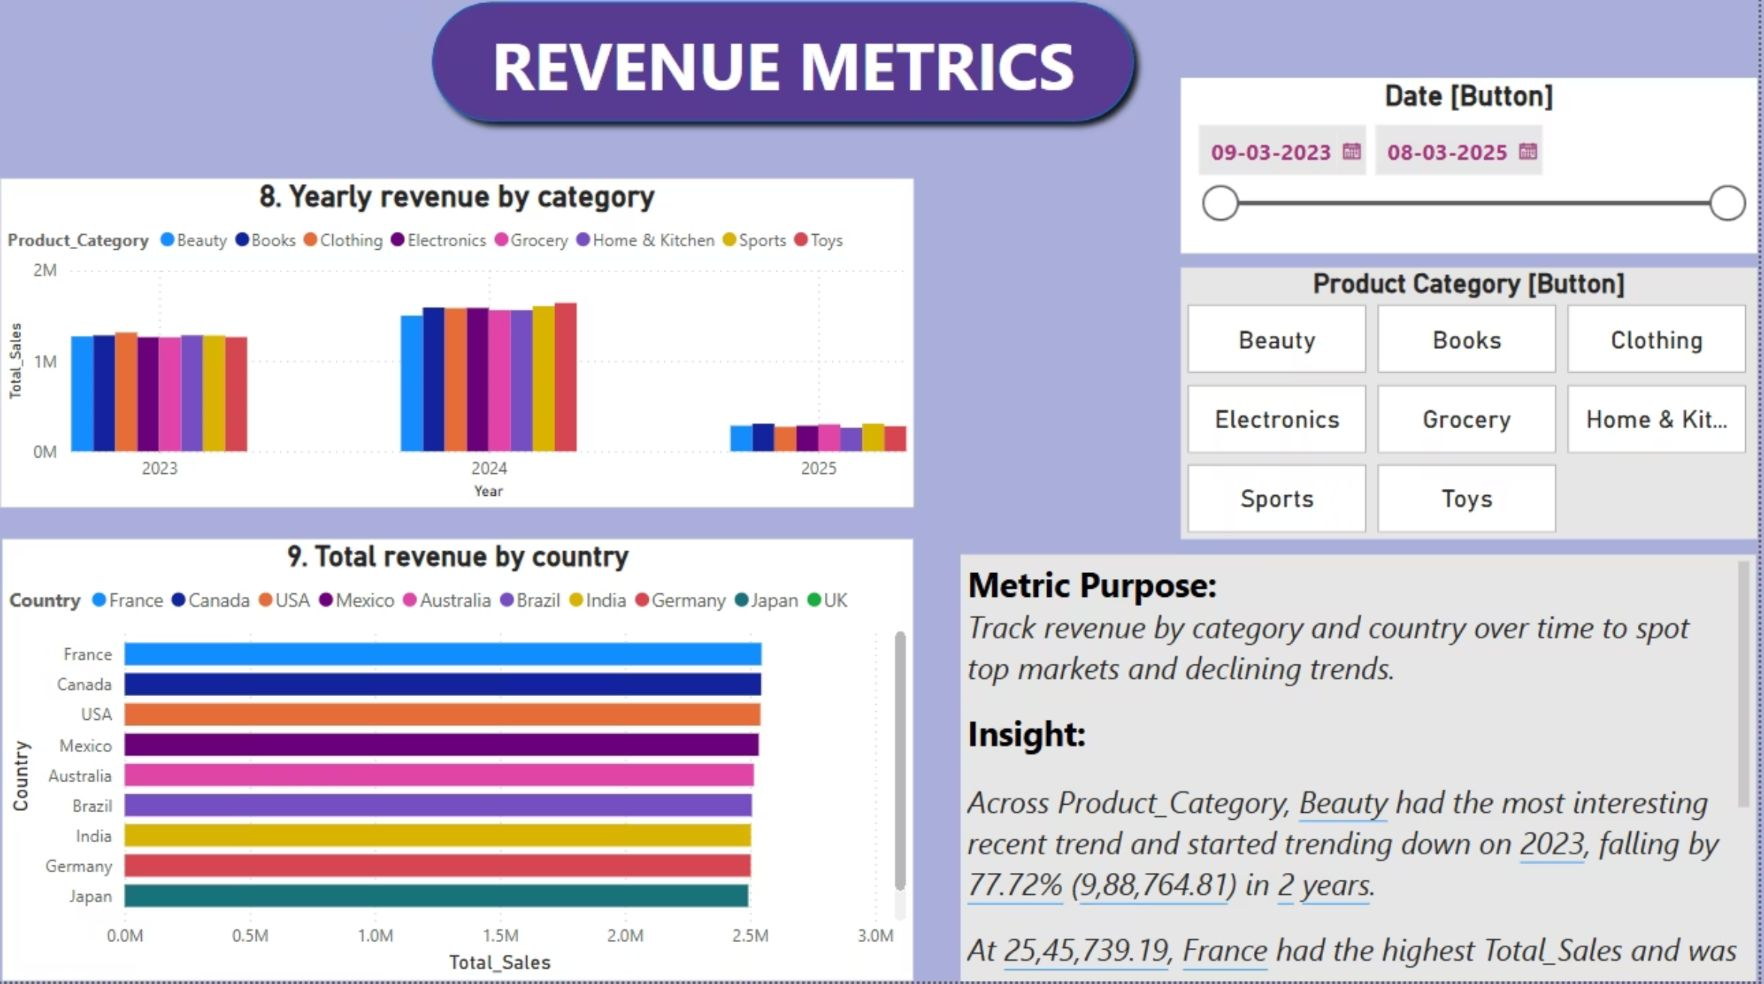 REVENUE METRICS
Date [Button]
09-03-2023 08-03-2025
8. Yearly revenue by category
Product_Category Beauty Books Clothing Electronics Grocery Home & Kitchen Sports Toys
2M
1M
0M
Total_Sales
2023 2024 2025
Year
Product Category [Button]
Beauty Books Clothing
Electronics Grocery Home & Kit...
Sports Toys
9. Total revenue by country
Country France Canada USA Mexico Australia Brazil India Germany Japan UK
Country
France
Canada
USA
Mexico
Australia
Brazil
India
Germany
Japan
0.0M 0.5M 1.0M 1.5M 2.0M 2.5M 3.0M
Total_Sales
Metric Purpose:
Track revenue by category and country over time to spot
top markets and declining trends.
Insight:
Across Product_Category, Beauty had the most interesting
recent trend and started trending down on 2023, falling by
77.72% (9,88,764.81) in 2 years.
At 25,45,739.19, France had the highest Total_Sales and was